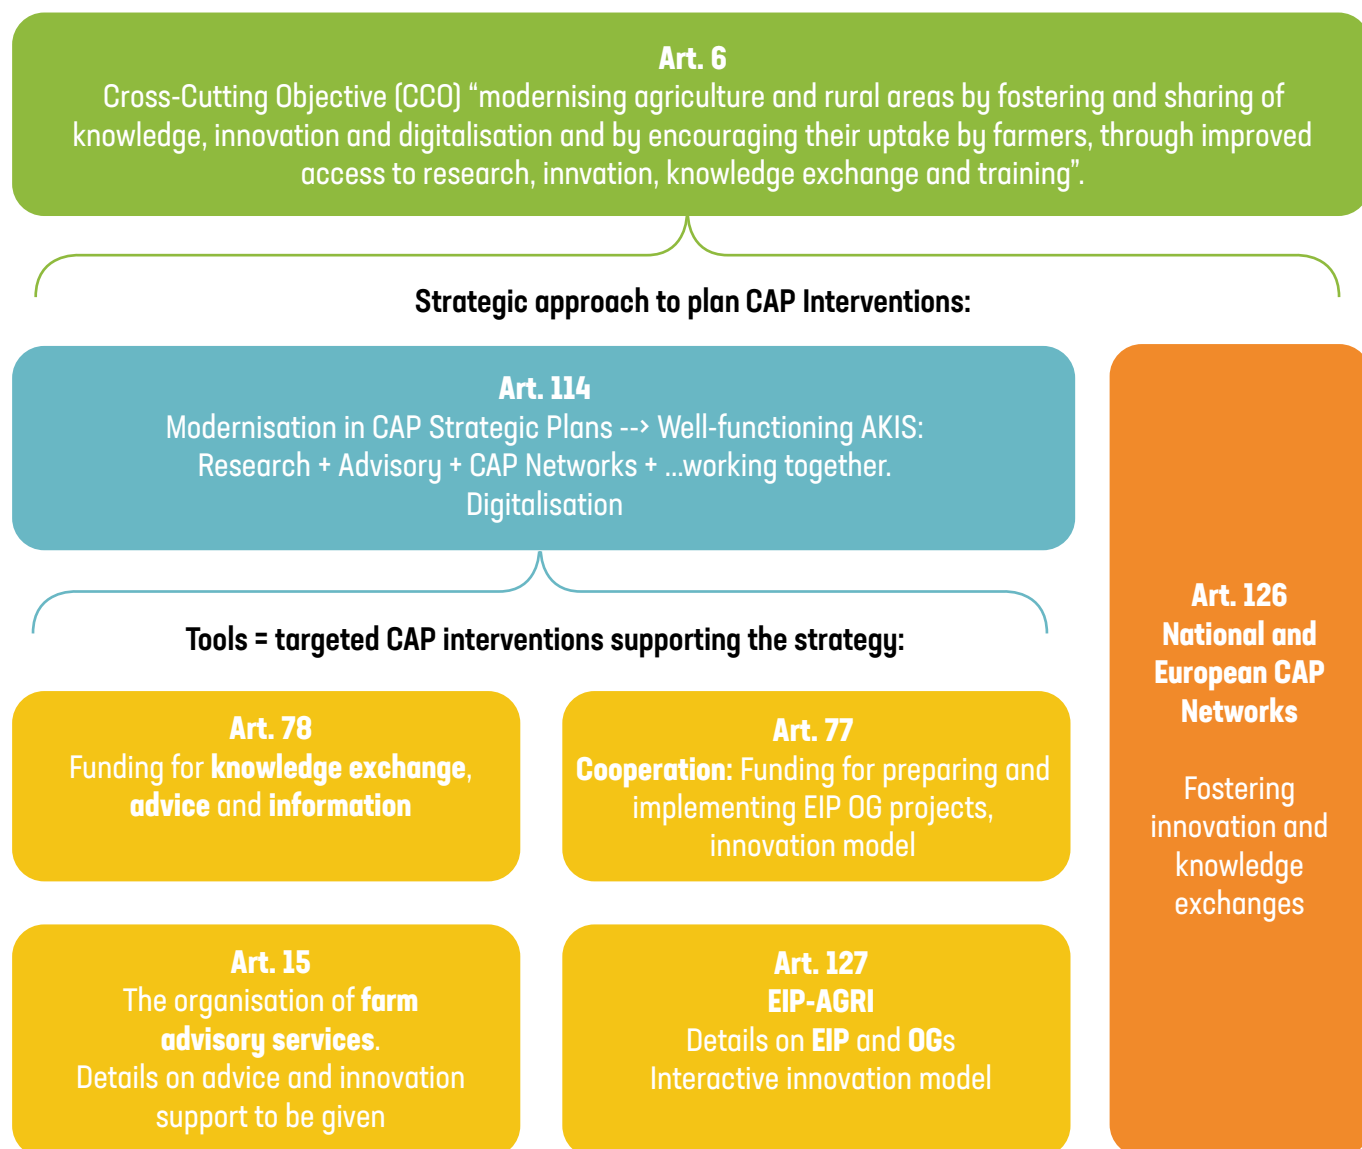 Art. 6
Cross-Cutting Objective (CCO) “modernising agriculture and rural areas by fostering and sharing of
knowledge, innovation and digitalisation and by encouraging their uptake by farmers, through improved
access to research, innvation, knowledge exchange and training”.
Strategic approach to plan CAP Interventions:
Art. 114
Modernisation in CAP Strategic Plans --> Well-functioning AKIS:
Research + Advisory + CAP Networks + ...working together.
Digitalisation
Tools = targeted CAP interventions supporting the strategy:
Art. 78
Funding for knowledge exchange,
advice and information
Art. 77
Cooperation: Funding for preparing and
implementing EIP OG projects,
innovation model
Art. 15
The organisation of farm
advisory services.
Details on advice and innovation
support to be given
Art. 127
EIP-AGRI
Details on EIP and OGs
Interactive innovation model
Art. 126
National and
European CAP
Networks
Fostering
innovation and
knowledge
exchanges